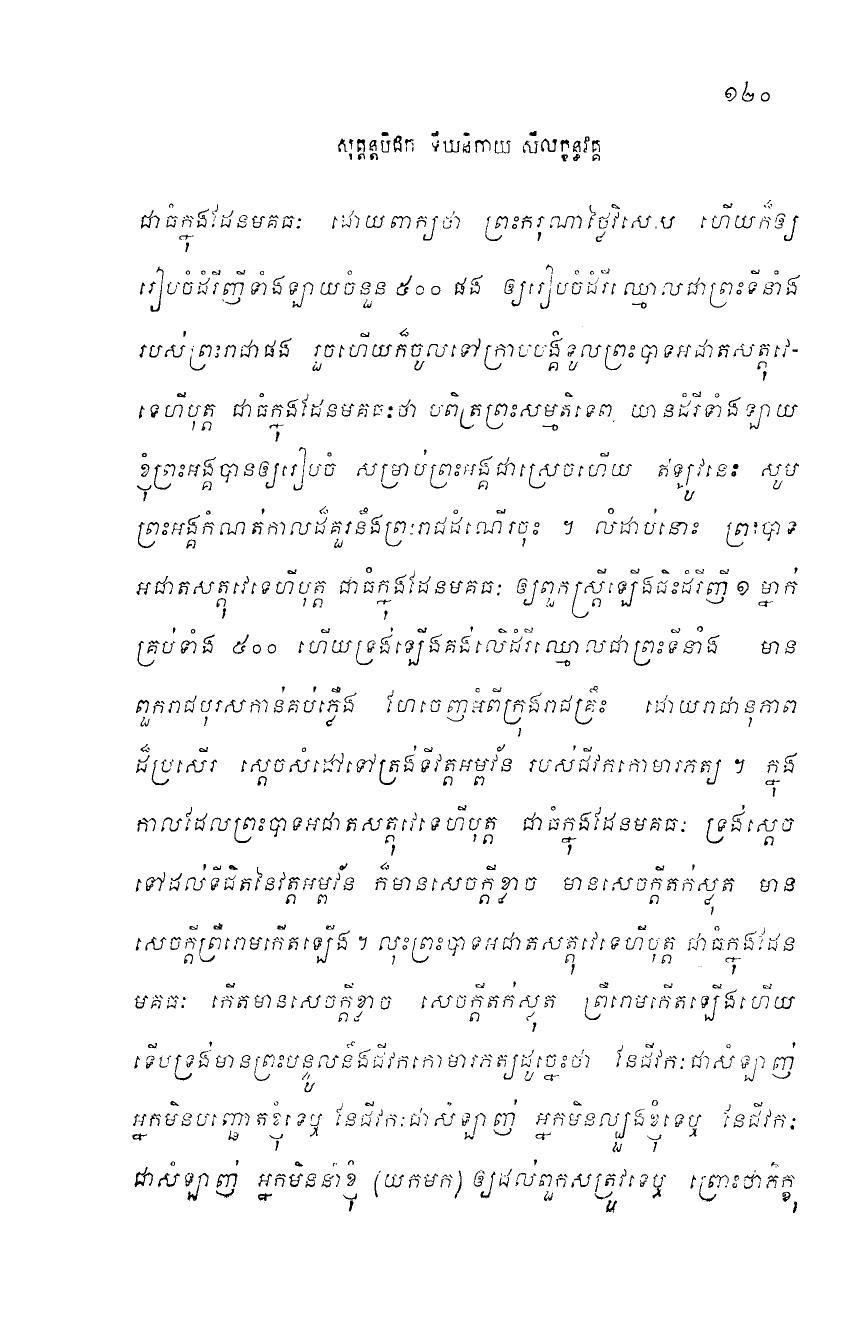 ១២០
សុត្តន្តបិដក ទីឃនិកាយ សីលក្ខន្ធវគ្គ
ជាធំក្នុងដែនមគធៈ ដោយពាក្យថា ព្រះករុណាថ្លៃវិសេស ហើយក៏ឲ្យ
រៀបចំដំរីញីទាំងឡាយចំនួន ៥០០ ផង ឲ្យរៀបចំដំរីឈ្មោលជាព្រះទីនាំង
របស់ព្រះរាជាផង រួចហើយក៏ចូលទៅក្រាបបង្គំទូលព្រះបាទអជាតសត្តុវេ-
ទេហីបុត្ត ជាធំក្នុងដែនមគធៈថា បពិត្រព្រះសម្មតិទេព យានដំរីទាំងឡាយ
ខ្ញុំព្រះអង្គបានឲ្យរៀបចំ សម្រាប់ព្រះអង្គជាស្រេចហើយ ឥឡូវនេះ សូម
ព្រះអង្គកំណត់កាលដ៏គួរនឹងព្រះរាជដំណើរចុះ ។ លំដាប់នោះ ព្រះបាទ
អជាតសត្តុវេទេហីបុត្ត ជាធំក្នុងដែនមគធៈ ឲ្យពួកស្ត្រីឡើងជិះដំរីញី ១ ម្នាក់
គ្រប់ទាំង ៥០០ ហើយទ្រង់ឡើងគង់លើដំរីឈ្មោលជាព្រះទីនាំង មាន
ពួករាជបុរសកាន់គប់ភ្លើង ហែចេញអំពីក្រុងរាជគ្រឹះ ដោយរាជានុភាព
ដ៏ប្រសើរ ស្តេចសំដៅទៅត្រង់ទីវត្តអម្ពវ័ន របស់ជីវកកោមារភត្យ ។ ក្នុង
កាលដែលព្រះបាទអជាតសត្តុវេទេហីបុត្ត ជាធំក្នុងដែនមគធៈ ទ្រង់ស្តេច
ទៅដល់ទីជិតនៃវត្តអម្ពវ័ន ក៏មានសេចក្តីខ្លាច មានសេចក្តីតក់ស្លុត មាន
សេចក្តីព្រឺរោមកើតឡើង ។ លុះព្រះបាទអជាតសត្តុវេទេហីបុត្ត ជាធំក្នុងដែន
មគធៈ កើតមានសេចក្តីខ្លាច សេចក្តីតក់ស្លុត ព្រឺរោមកើតឡើងហើយ
ទើបទ្រង់មានព្រះបន្ទូលនឹងជីវកកោមារភត្យដូច្នេះថា នែជីវកៈជាសំឡាញ់
អ្នកមិនបញ្ឆោតខ្ញុំទេឬ នែជីវកៈជាសំឡាញ់ អ្នកមិនល្បួងខ្ញុំទេឬ នែជីវកៈ
ជាសំឡាញ់ អ្នកមិននាំខ្ញុំ (យកមក) ឲ្យដល់ពួកសត្រូវទេឬ ព្រោះថាភិក្ខុ